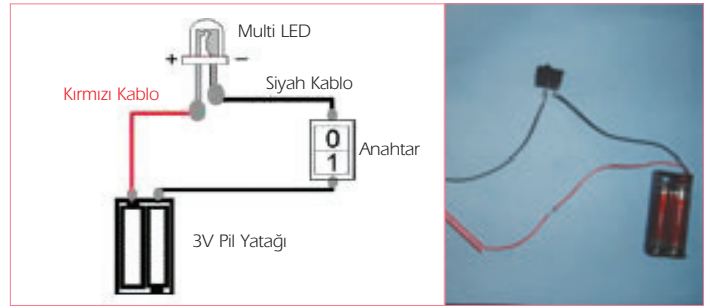 Multi LED
+ −
Kırmızı Kablo
Siyah Kablo
0
1
Anahtar
3V Pil Yatağı